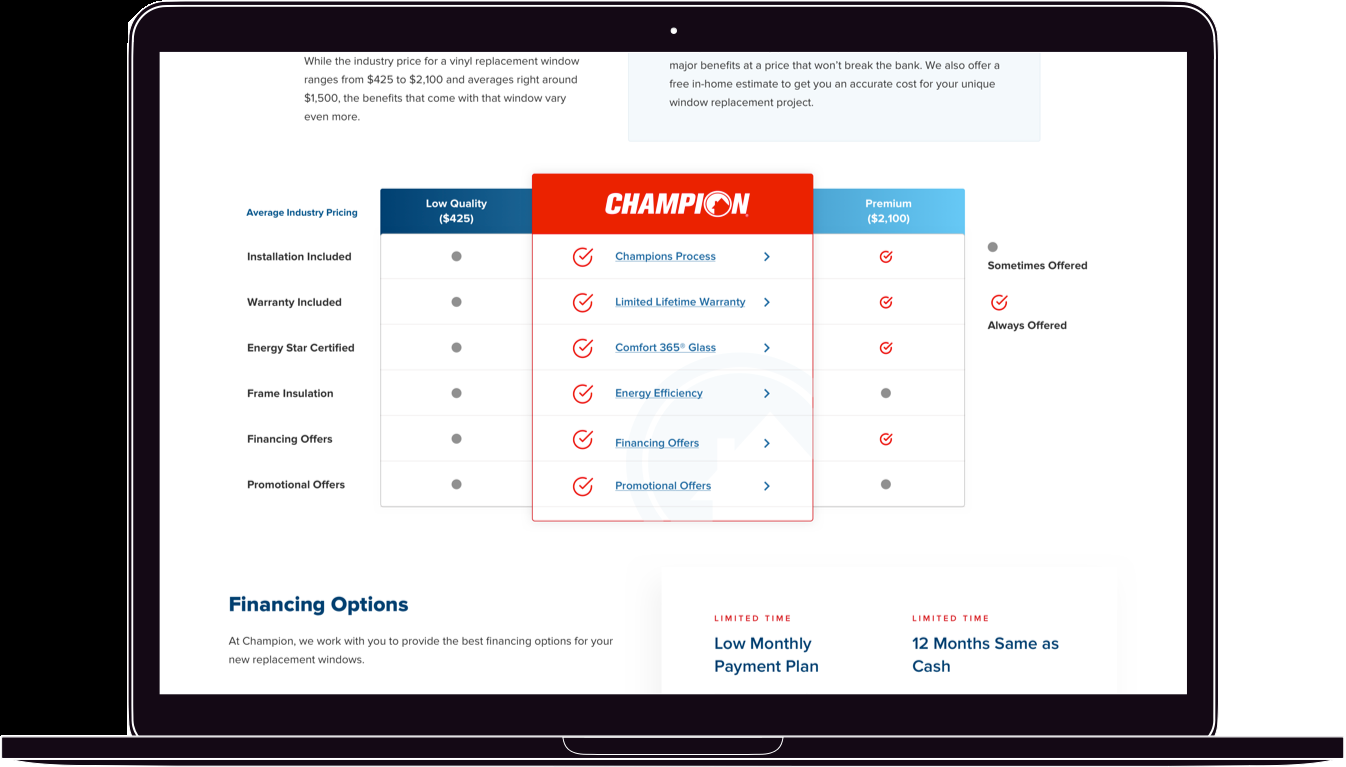 While the industry price for a vinyl replacement window
ranges from $425 to $2,100 and averages right around
$1,500, the benefits that come with that window vary
even more.
major benefits at a price that won't break the bank. We also offer a
free in-home estimate to get you an accurate cost for your unique
window replacement project.
Average Industry Pricing
Low Quality
($425)
CHAMPION
Premium
($2,100)
Installation Included
Champions Process
Warranty Included
Limited Lifetime Warranty
Energy Star Certified
Comfort 365® Glass
Frame Insulation
Energy Efficiency
Financing Offers
Financing Offers
Promotional Offers
Promotional Offers
Sometimes Offered
Always Offered
Financing Options
At Champion, we work with you to provide the best financing options for your
new replacement windows.
LIMITED TIME
Low Monthly
Payment Plan
LIMITED TIME
12 Months Same as
Cash